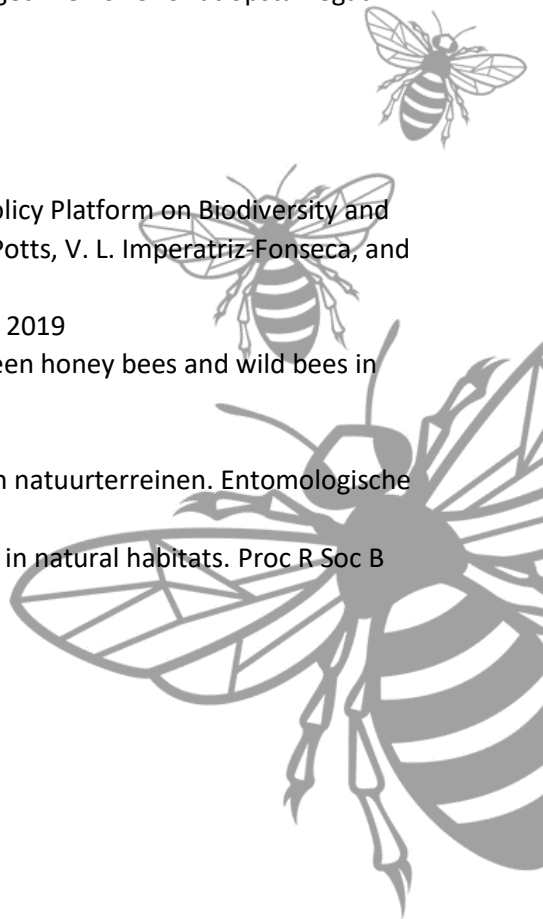 olicy Platform on Biodiversity and
Potts, V. L. Imperatriz-Fonseca, and
2019
een honey bees and wild bees in
n natuurterreinen. Entomologische
in natural habitats. Proc R Soc B